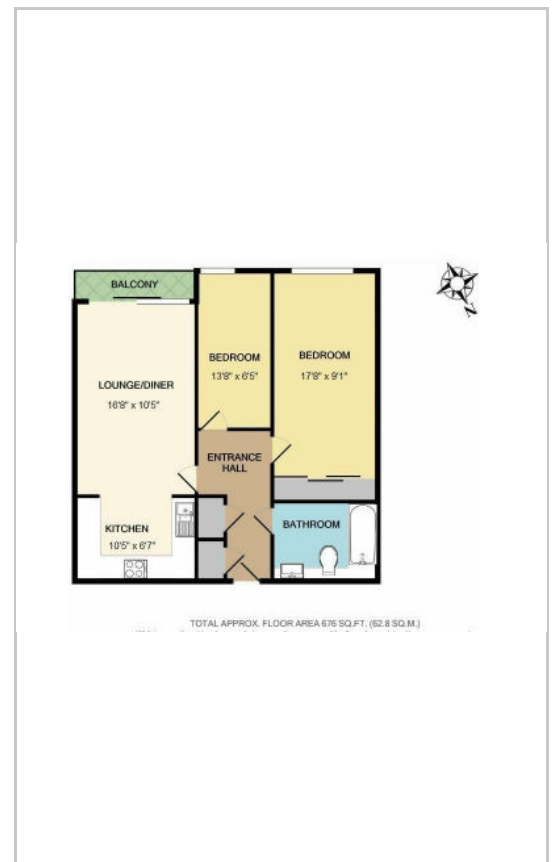 BALCONY
LOUNGE/DINER
16'8" x 10'5"
BEDROOM
13'8" x 6'5"
BEDROOM
17'8" x 9'1"
ENTRANCE
HALL
KITCHEN
10'5" x 6'7"
BATHROOM
N
TOTAL APPROX. FLOOR AREA 676 SQ.FT. (62.8 SQ.M.)